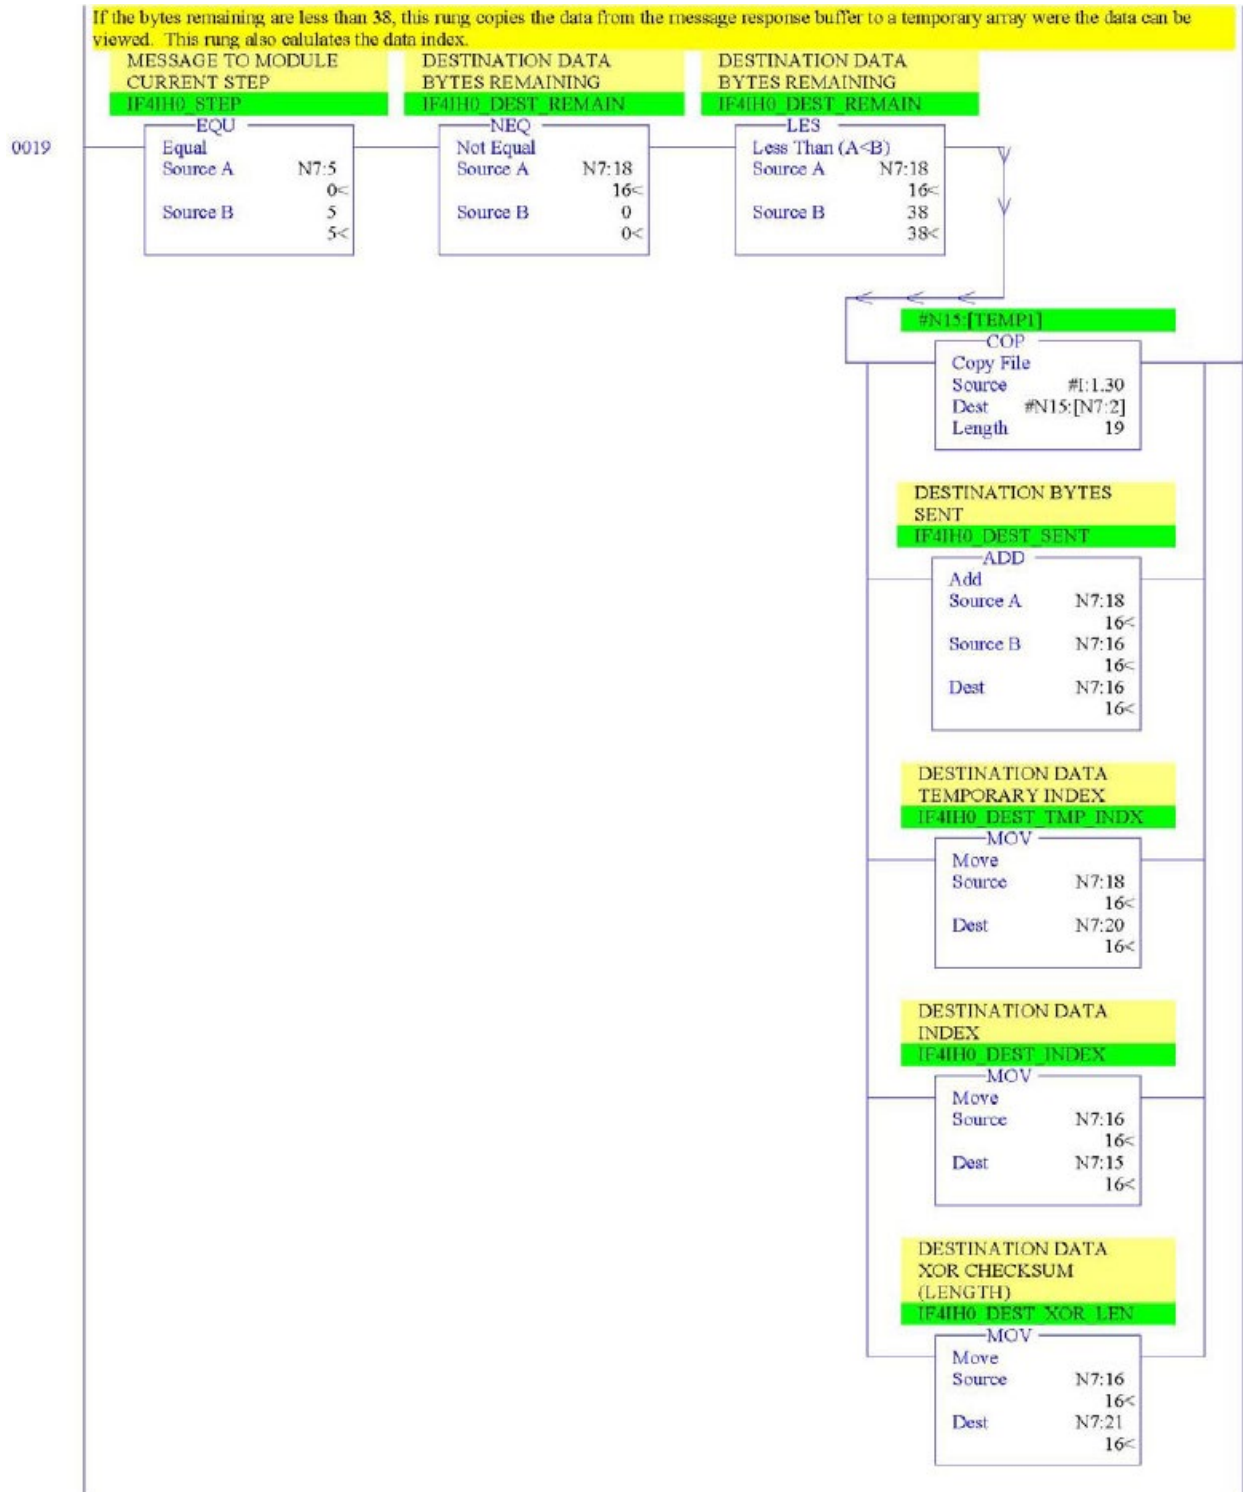 If the bytes remaining are less than 38, this rung copies the data from the message response buffer to a temporary array were the data can be
viewed. This rung also calulates the data index.
MESSAGE TO MODULE
CURRENT STEP
IF4IH0_STEP
DESTINATION DATA
BYTES REMAINING
IF4IH0_DEST_REMAIN
DESTINATION DATA
BYTES REMAINING
IF4IH0_DEST_REMAIN
0019
EQU
Equal
Source A N7:5
0<
Source B 5
5<
NEQ
Not Equal
Source A N7:18
16<
Source B 0
0<
LES
Less Than (A<B)
Source A N7:18
16<
Source B 38
38<
#N15:[TEMP1]
COP
Copy File
Source #I:1.30
Dest #N15:[N7:2]
Length 19
DESTINATION BYTES
SENT
IF4IH0_DEST_SENT
ADD
Add
Source A N7:18
16<
Source B N7:16
16<
Dest N7:16
16<
DESTINATION DATA
TEMPORARY INDEX
IF4IH0_DEST_TMP_INDX
MOV
Move
Source N7:18
16<
Dest N7:20
16<
DESTINATION DATA
INDEX
IF4IH0_DEST_INDEX
MOV
Move
Source N7:16
16<
Dest N7:15
16<
DESTINATION DATA
XOR CHECKSUM
(LENGTH)
IF4IH0_DEST_XOR_LEN
MOV
Move
Source N7:16
16<
Dest N7:21
16<